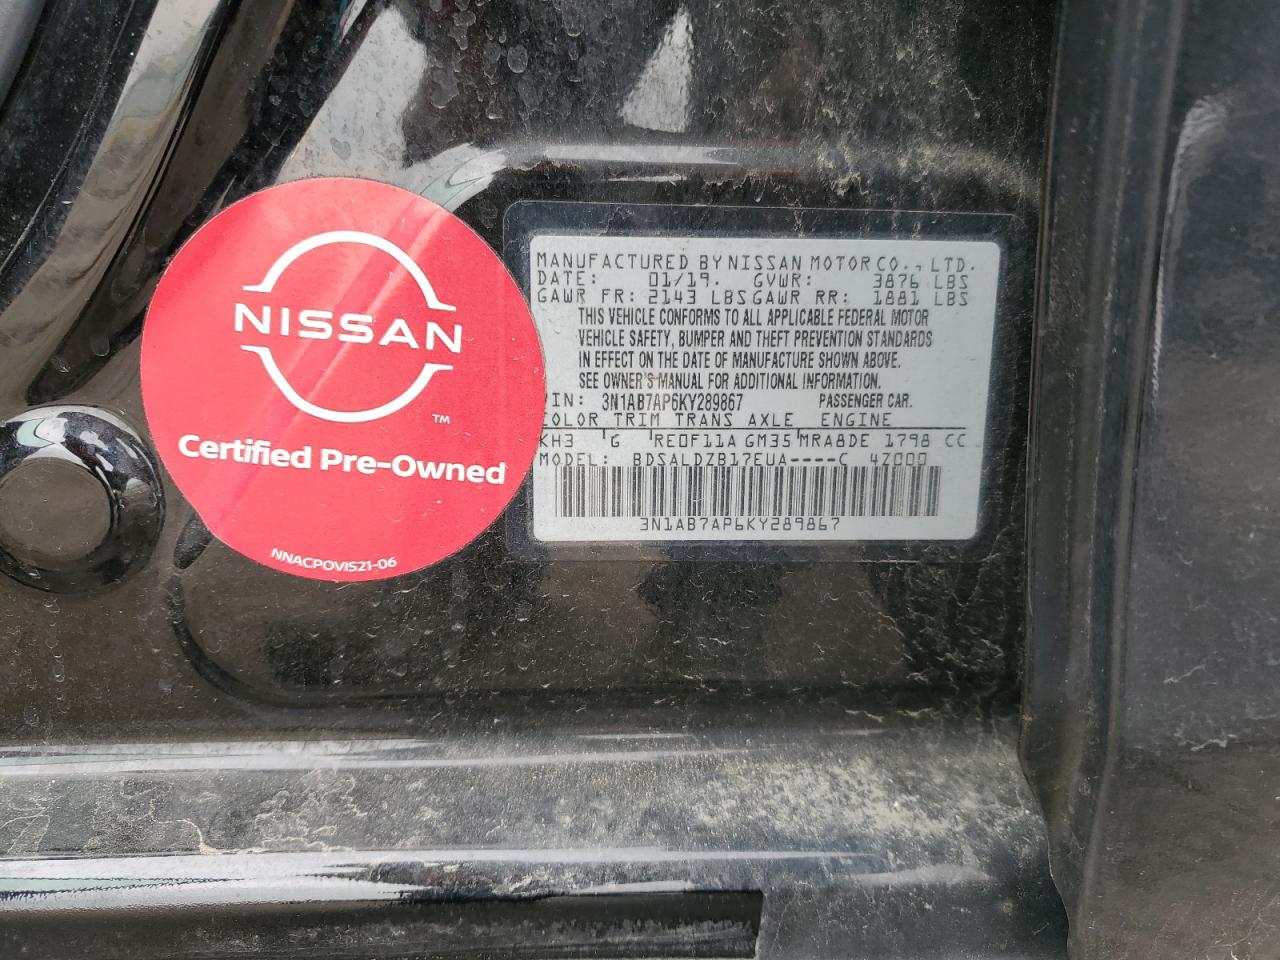 NISSAN
TM
Certified Pre-Owned
NNACPOVIS21-06
MANUFACTURED BY NISSAN MOTOR CO., LTD.
DATE: 01/19. GVWR: 3876 LBS
GAWR FR: 2143 LBS GAWR RR: 1881 LBS
THIS VEHICLE CONFORMS TO ALL APPLICABLE FEDERAL MOTOR
VEHICLE SAFETY, BUMPER AND THEFT PREVENTION STANDARDS
IN EFFECT ON THE DATE OF MANUFACTURE SHOWN ABOVE.
SEE OWNER'S MANUAL FOR ADDITIONAL INFORMATION.
VIN: 3N1AB7AP6KY289867 PASSENGER CAR.
COLOR TRIM TRANS AXLE ENGINE
KH3 G RE0F11A GM35 MRA8DE 1798 CC
MODEL: BDSALDZB17EUA----C 4Z000
3N1AB7AP6KY289867